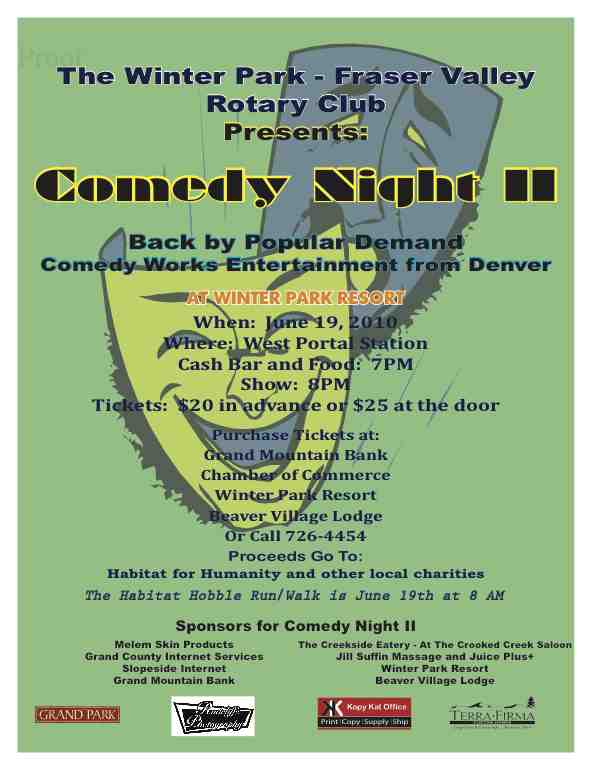 Proof
The Winter Park - Fraser Valley
Rotary Club
Presents:
Comedy Night II
Back by Popular Demand
Comedy Works Entertainment from Denver
AT WINTER PARK RESORT
When: June 19, 2010
Where: West Portal Station
Cash Bar and Food: 7PM
Show: 8PM
Tickets: $20 in advance or $25 at the door
Purchase Tickets at:
Grand Mountain Bank
Chamber of Commerce
Winter Park Resort
Beaver Village Lodge
Or Call 726-4454
Proceeds Go To:
Habitat for Humanity and other local charities
The Habitat Hobble Run/Walk is June 19th at 8 AM
Sponsors for Comedy Night II
Melem Skin Products
Grand County Internet Services
Slopeside Internet
Grand Mountain Bank
The Creekside Eatery - At The Crooked Creek Saloon
Jill Suffin Massage and Juice Plus+
Winter Park Resort
Beaver Village Lodge
GRAND PARK
Photography
KK Kopy Kat Office
Print Copy Supply Ship
TERRA-FIRMA